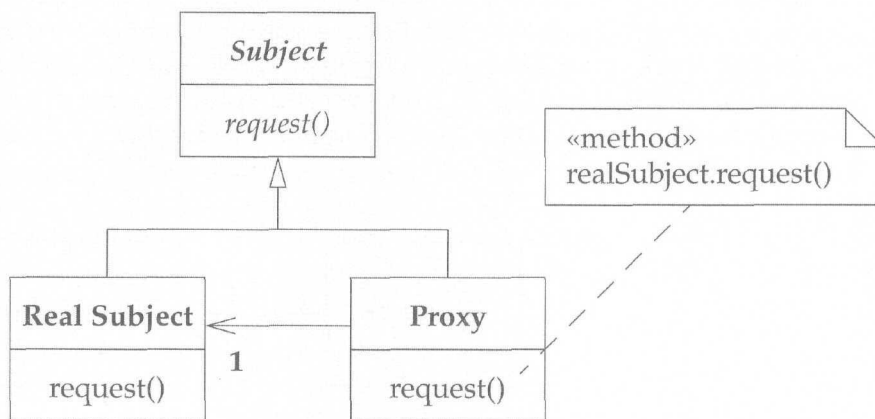 Subject
request()
«method»
realSubject.request()
Real Subject
Proxy
1
request()
request()